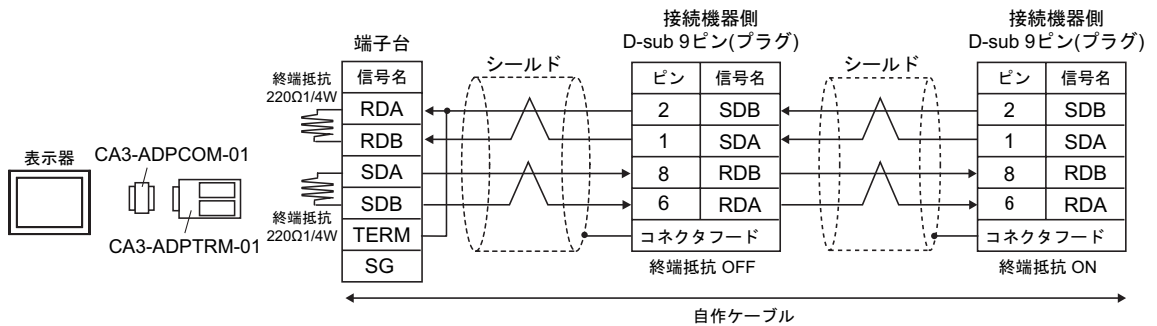 接続機器側
D-sub 9ピン(プラグ)
接続機器側
D-sub 9ピン(プラグ)
端子台
シールド
シールド
信号名
ピン 信号名
ピン 信号名
終端抵抗
220Ω1/4W
RDA
2 SDB
2 SDB
RDB
1 SDA
1 SDA
表示器
CA3-ADPCOM-01
SDA
8 RDB
8 RDB
SDB
6 RDA
6 RDA
終端抵抗
220Ω1/4W
CA3-ADPTRM-01
TERM
コネクタフード
コネクタフード
SG
終端抵抗 OFF
終端抵抗 ON
自作ケーブル